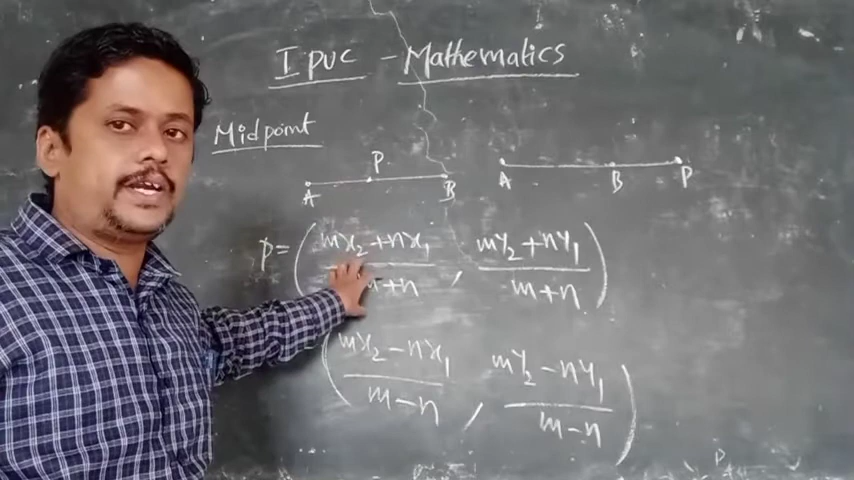 I PUC - Mathematics
Midpoint
A P B
A B P
P = (mx₂+nx₁ / m+n , my₂+ny₁ / m+n)
(mx₂-nx₁ / m-n , my₂-ny₁ / m-n)